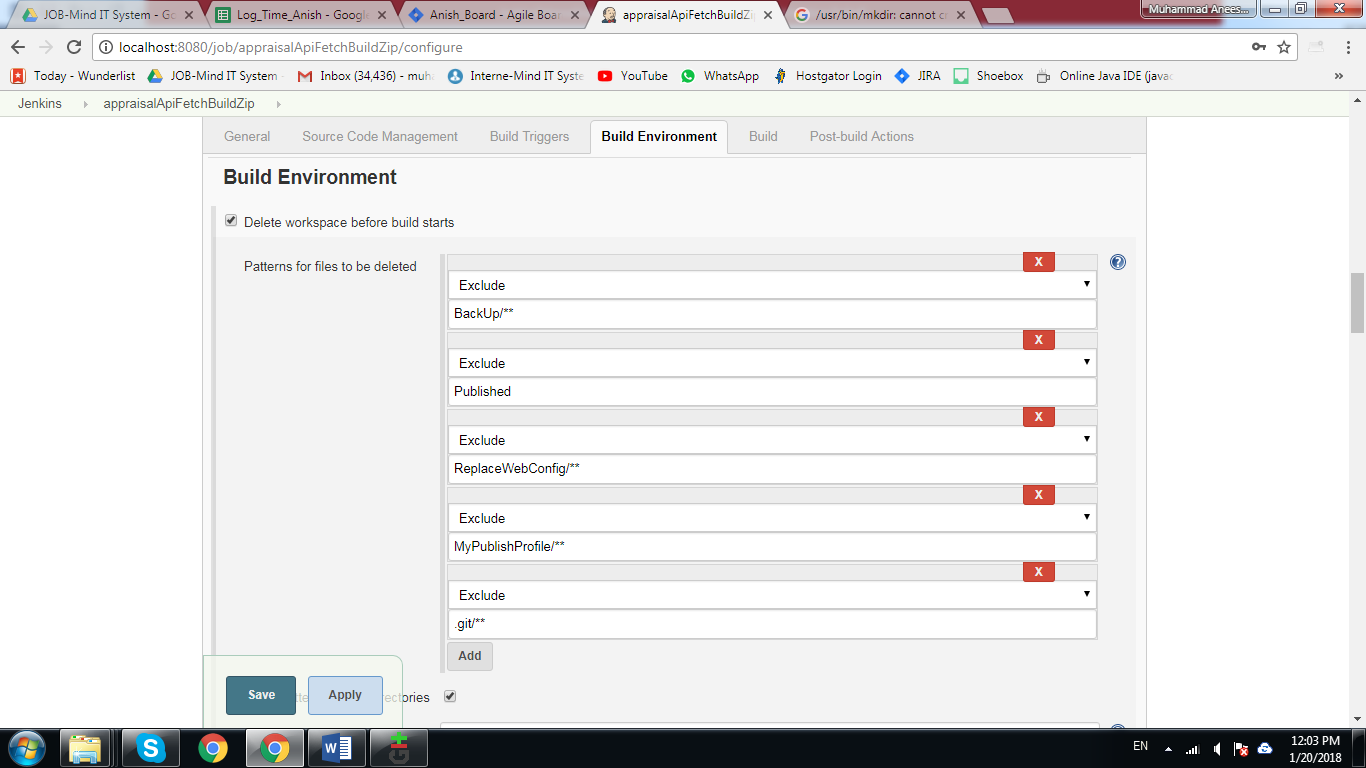 JOB-Mind IT System - Go
Log_Time_Anish - Google
Anish_Board - Agile Boar
appraisalApiFetchBuildZip
/usr/bin/mkdir: cannot cr
Muhammad Anees...
localhost:8080/job/appraisalApiFetchBuildZip/configure
Today - Wunderlist
JOB-Mind IT System
Inbox (34,436) - muh
Interne-Mind IT Syste
YouTube
WhatsApp
Hostgator Login
JIRA
Shoebox
Online Java IDE (javac
»
Jenkins
appraisalApiFetchBuildZip
General
Source Code Management
Build Triggers
Build Environment
Build
Post-build Actions
Build Environment
Delete workspace before build starts
Patterns for files to be deleted
X
Exclude
BackUp/**
X
Exclude
Published
X
Exclude
ReplaceWebConfig/**
X
Exclude
MyPublishProfile/**
X
Exclude
.git/**
Add
Save
Apply
ectories
EN
12:03 PM
1/20/2018